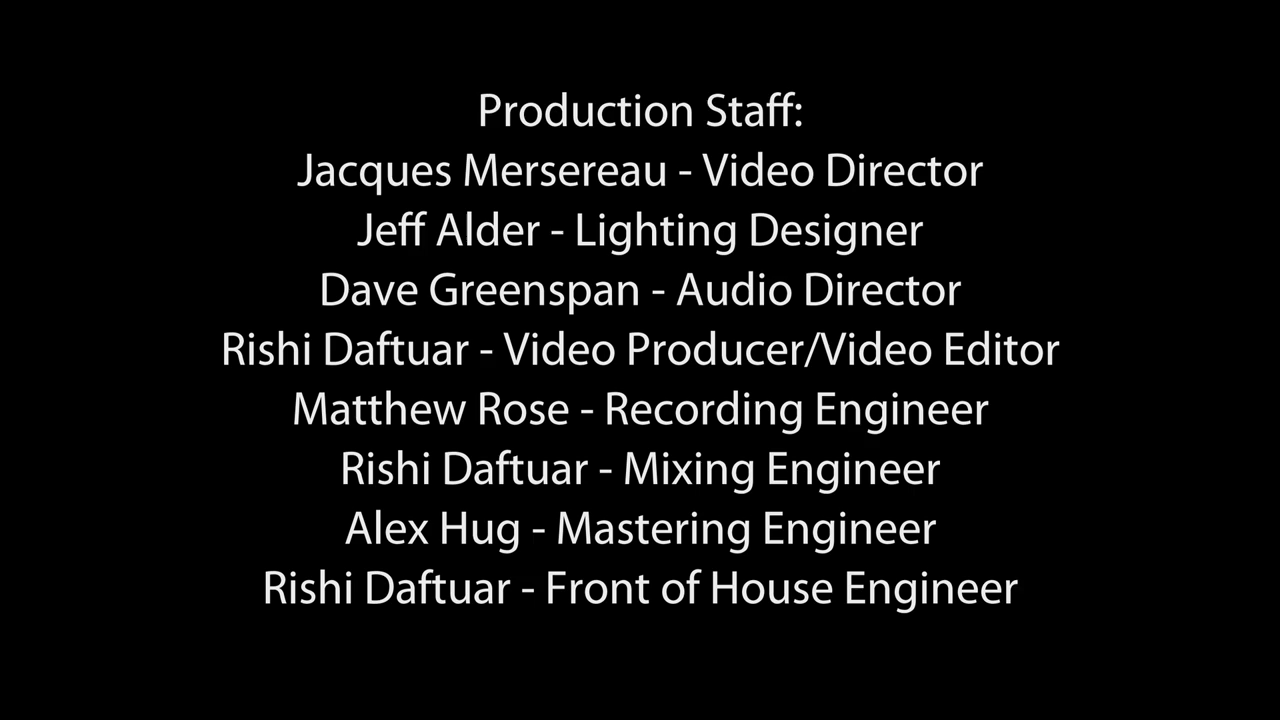 Production Staff:
Jacques Mersereau - Video Director
Jeff Alder - Lighting Designer
Dave Greenspan - Audio Director
Rishi Daftuar - Video Producer/Video Editor
Matthew Rose - Recording Engineer
Rishi Daftuar - Mixing Engineer
Alex Hug - Mastering Engineer
Rishi Daftuar - Front of House Engineer